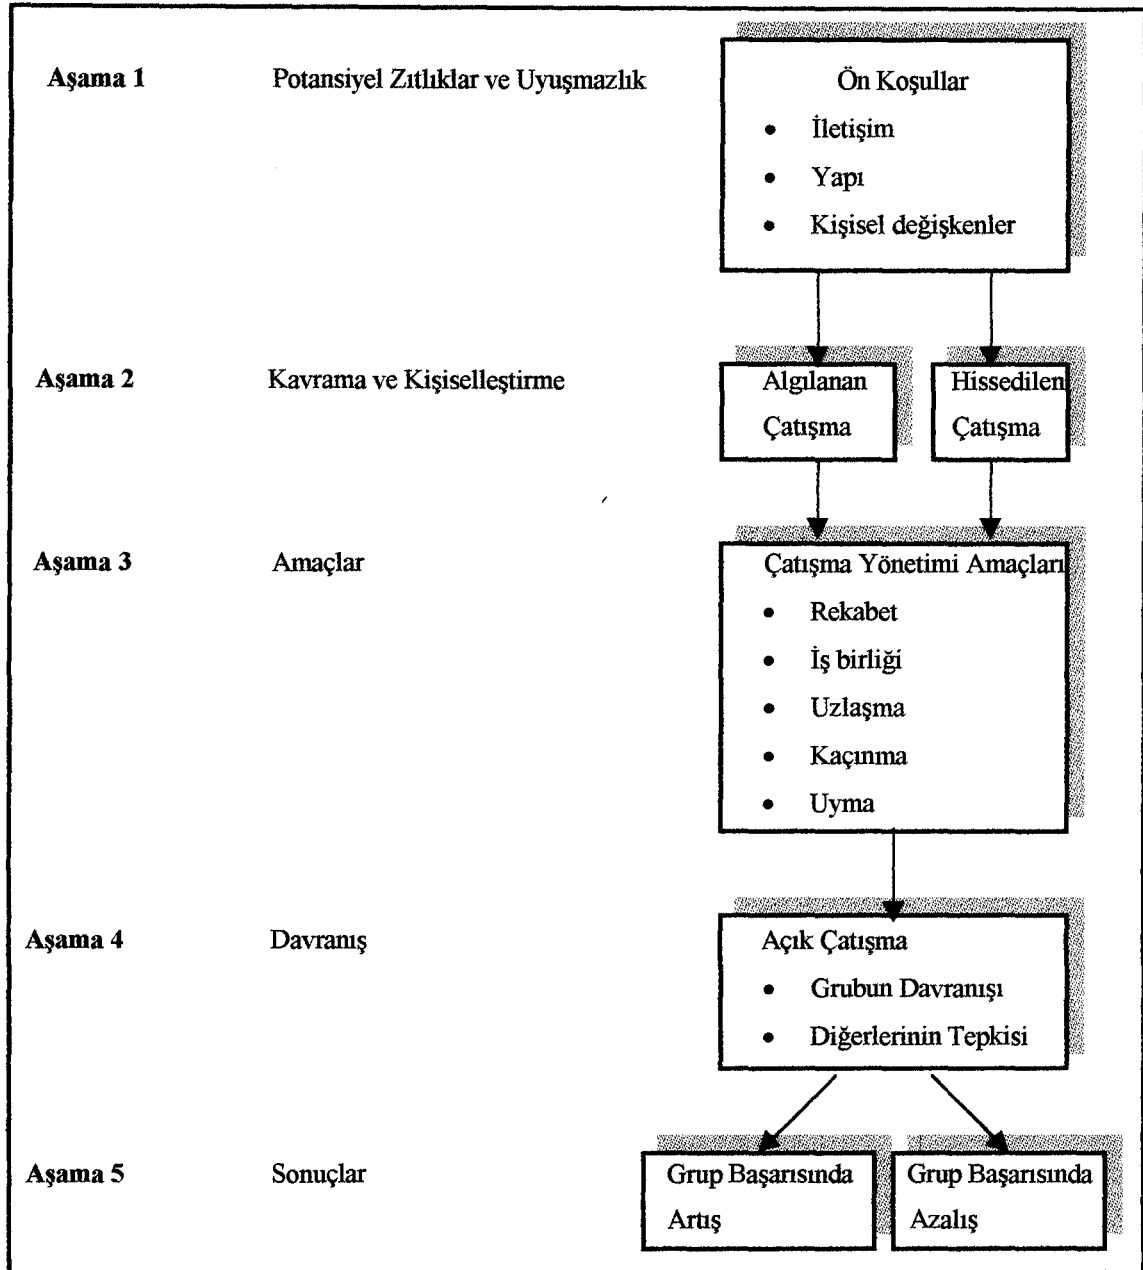 Aşama 1 Potansiyel Zıtlıklar ve Uyuşmazlık Ön Koşullar
• İletişim
• Yapı
• Kişisel değişkenler
Aşama 2 Kavrama ve Kişiselleştirme Algılanan Hissedilen
Çatışma Çatışma
Aşama 3 Amaçlar Çatışma Yönetimi Amaçları
• Rekabet
• İş birliği
• Uzlaşma
• Kaçınma
• Uyma
Aşama 4 Davranış Açık Çatışma
• Grubun Davranışı
• Diğerlerinin Tepkisi
Aşama 5 Sonuçlar Grup Başarısında Grup Başarısında
Artış Azalış